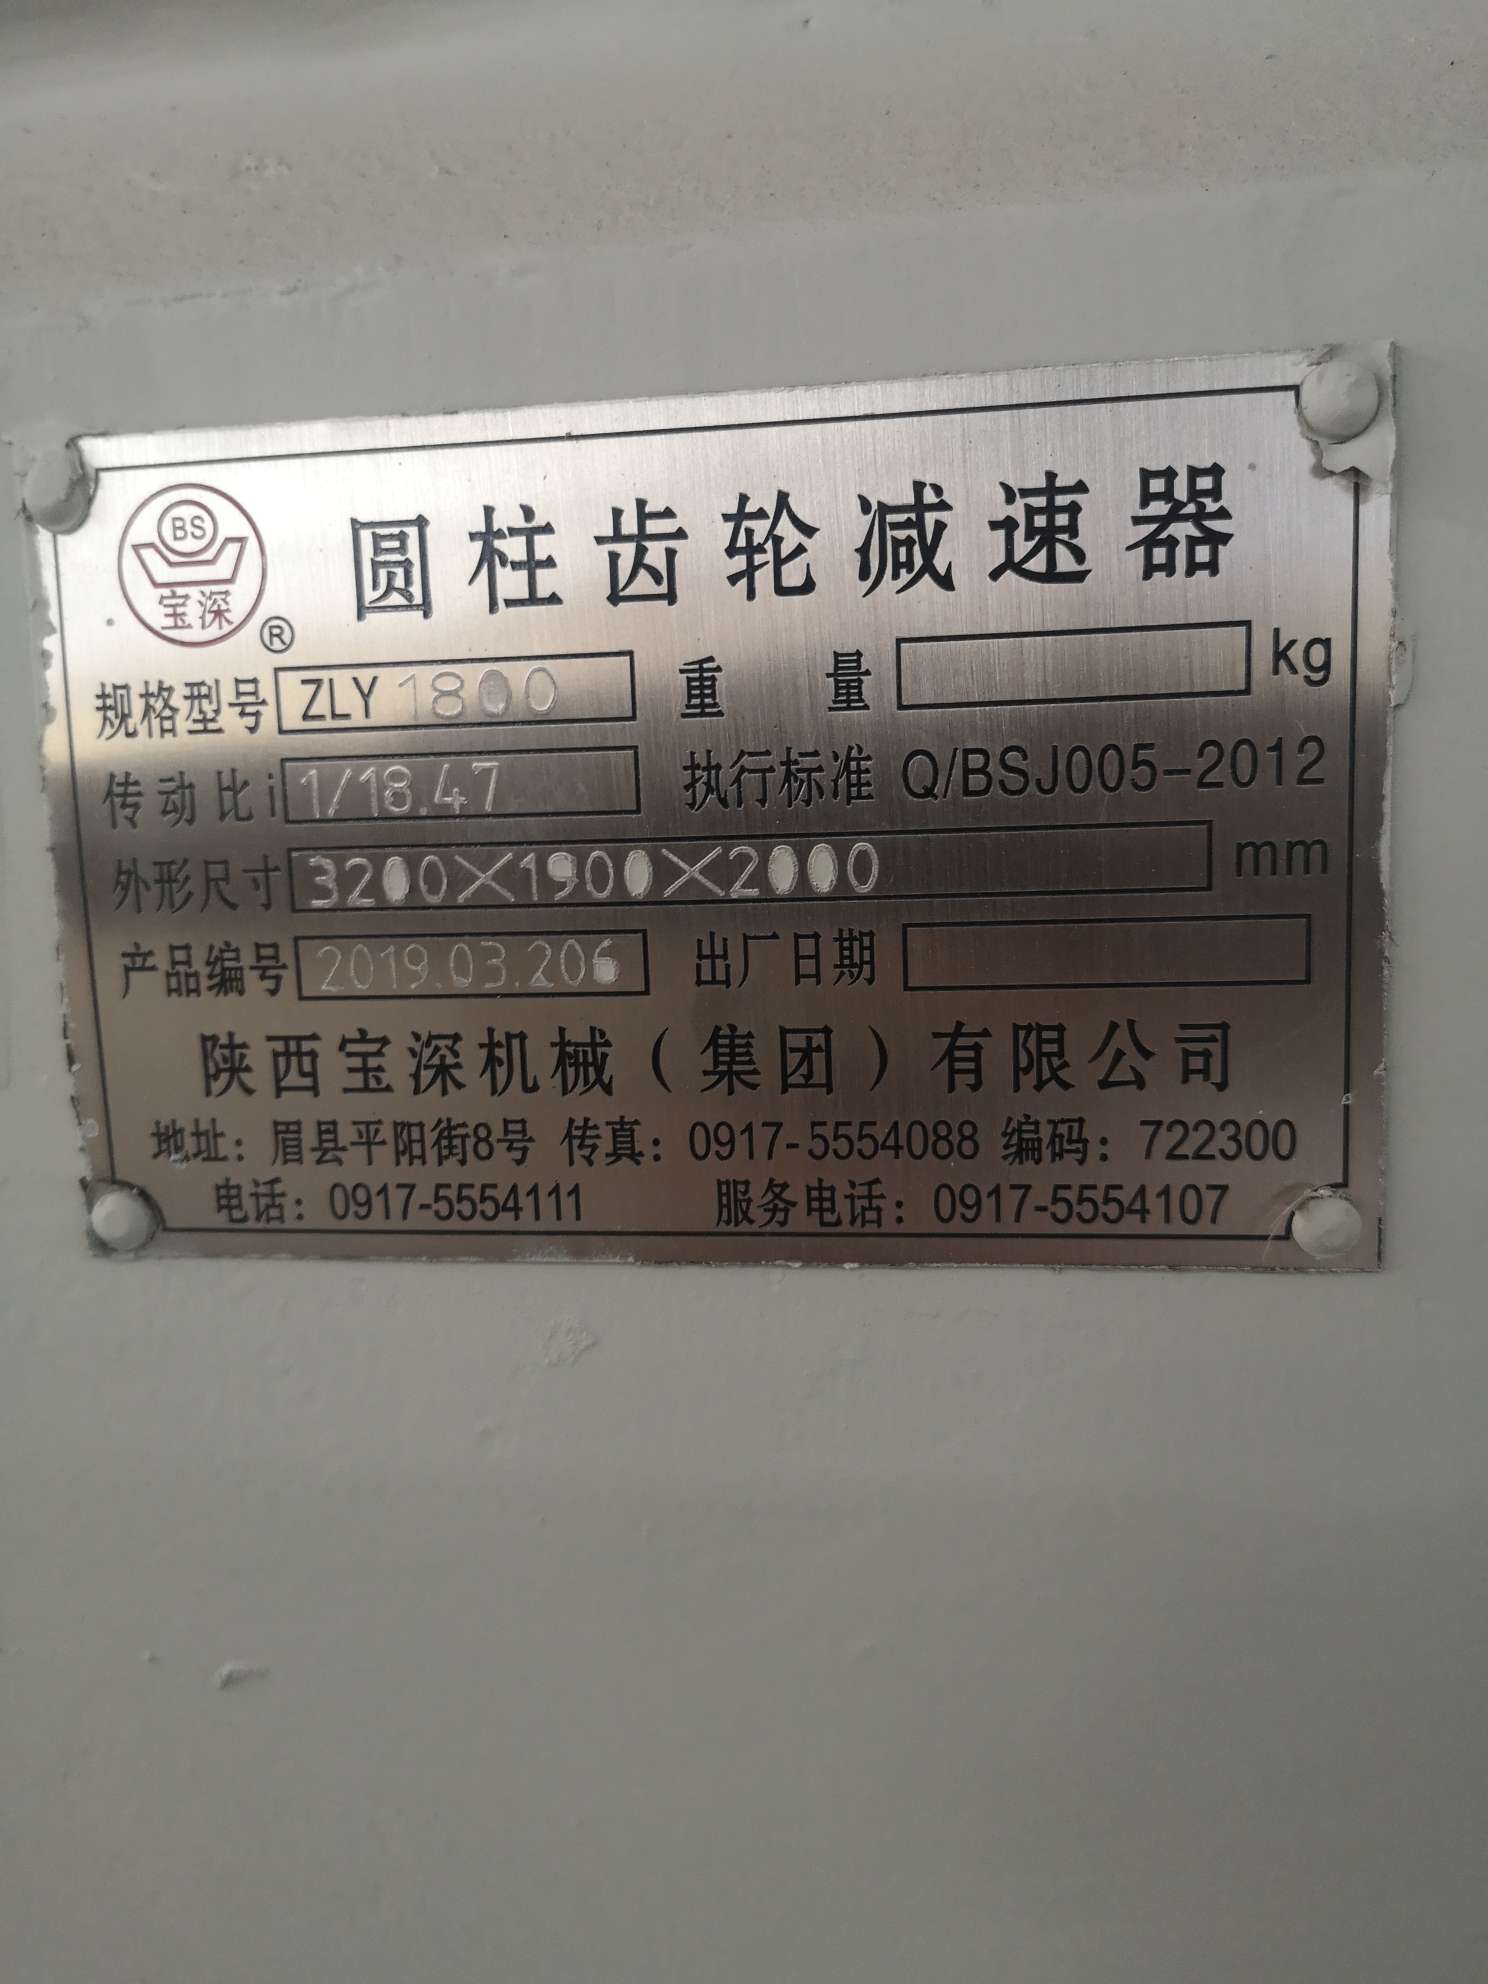 BS
宝深
®
圆柱齿轮减速器
规格型号 ZLY 1800 重量 kg
传动比i 1/18.47 执行标准 Q/BSJ005-2012
外形尺寸 3200×1900×2000 mm
产品编号 2019.03.206 出厂日期
陕西宝深机械(集团)有限公司
地址:眉县平阳街8号 传真:0917-5554088 编码:722300
电话:0917-5554111 服务电话:0917-5554107